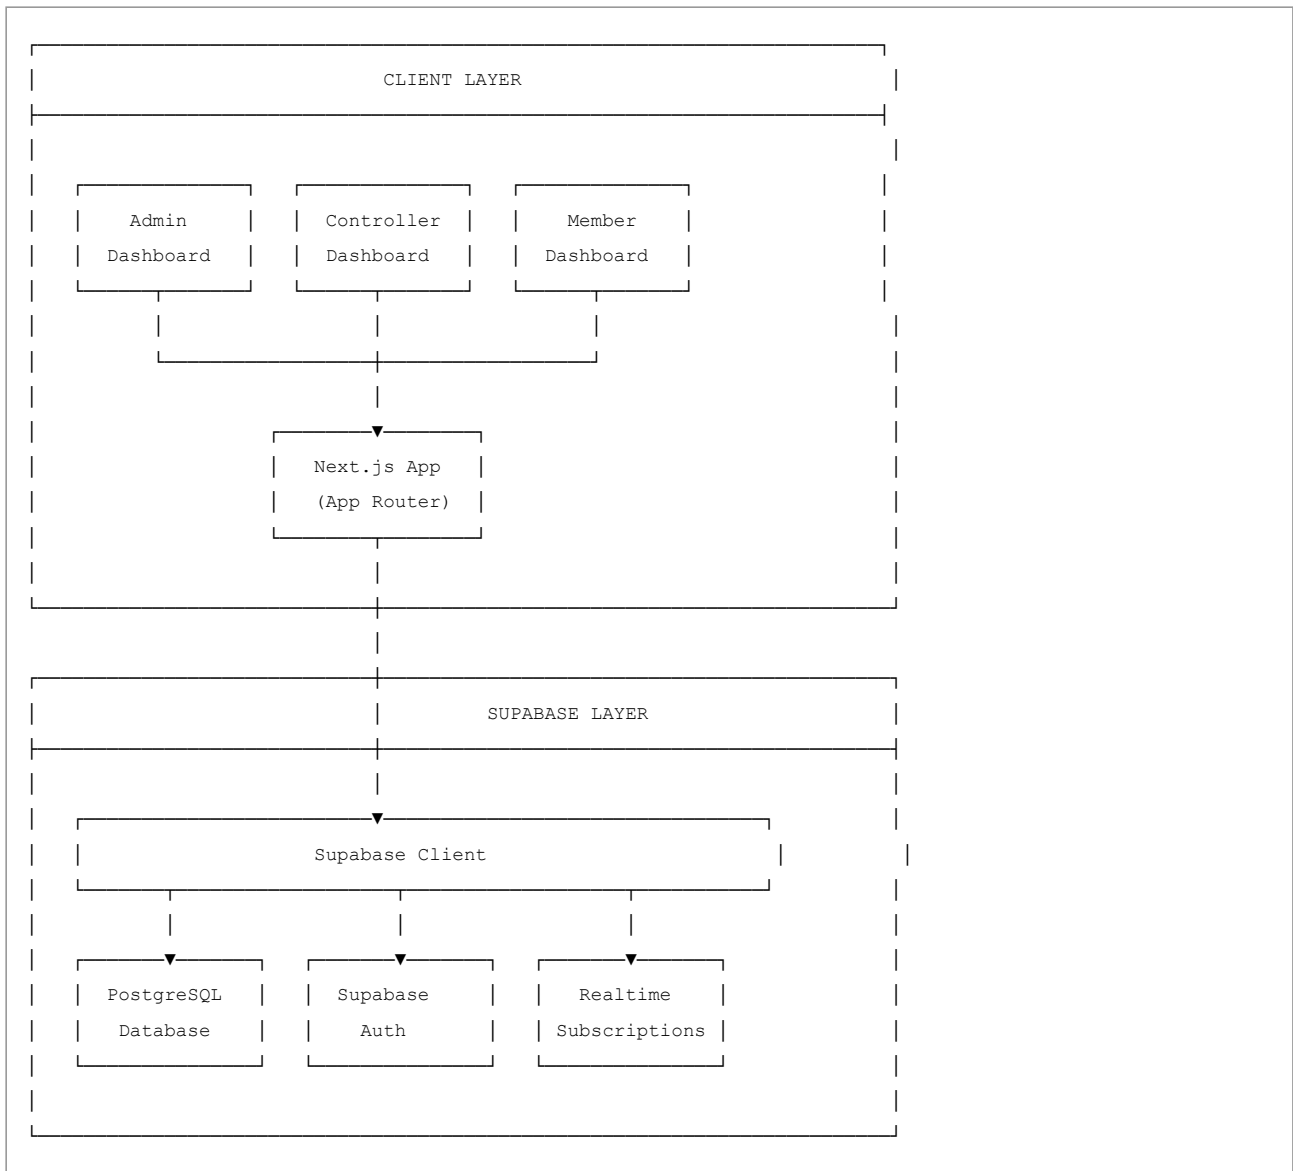 CLIENT LAYER
Admin Controller Member
Dashboard Dashboard Dashboard
Next.js App
(App Router)
SUPABASE LAYER
Supabase Client
PostgreSQL Supabase Realtime
Database Auth Subscriptions